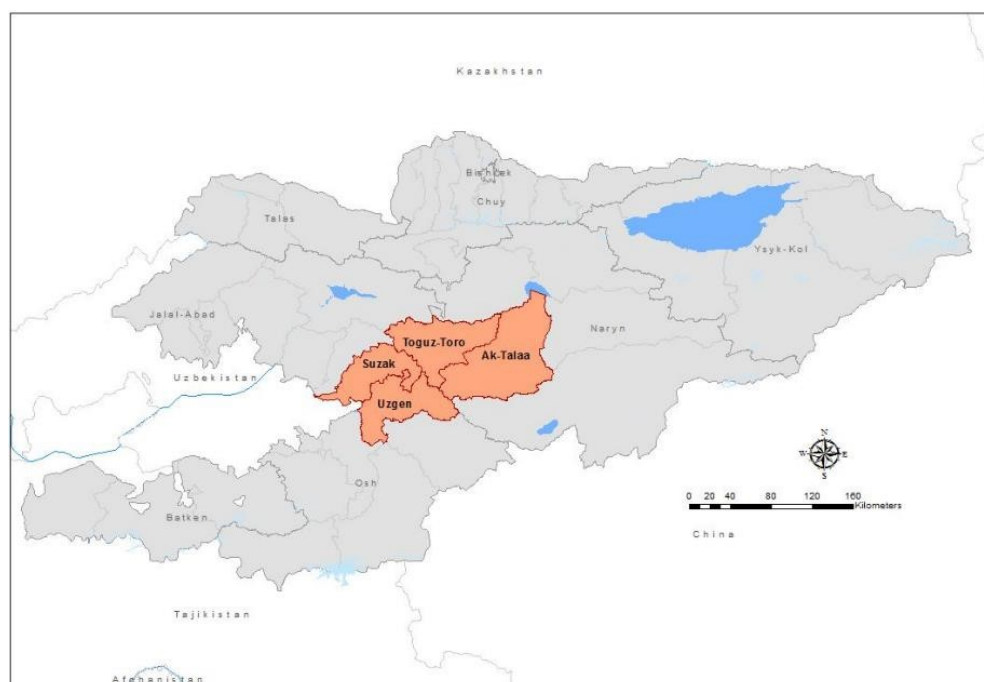 Kazakhstan
Bishkek
Chuy
Talas
Ysyk-Kol
Jalal-Abad
Naryn
Toguz-Toro
Ak-Talaa
Suzak
Uzbekistan
Uzgen
N
W E
S
Osh
0 20 40 80 120 160
Kilometers
Batken
China
Tajikistan
Afghanistan